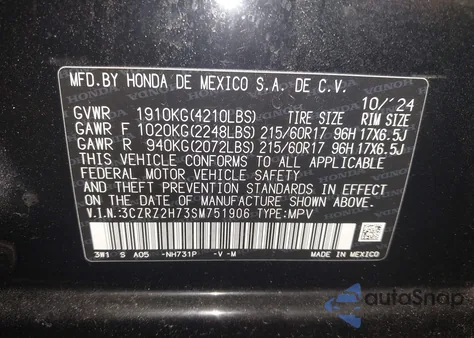 MFD.BY HONDA DE MEXICO S.A. DE C.V.
10/'24
GVWR 1910KG(4210LBS) TIRE SIZE RIM SIZE
GAWR F 1020KG(2248LBS) 215/60R17 96H 17X6.5J
GAWR R 940KG(2072LBS) 215/60R17 96H 17X6.5J
THIS VEHICLE CONFORMS TO ALL APPLICABLE
FEDERAL MOTOR VEHICLE SAFETY
STANDARDS IN EFFECT ON THE DATE OF
MANUFACTURE SHOWN ABOVE.
V.I.N.:3CZRZ2H73SM751906 TYPE:MPV
3W1 S A05 -NH731P -V-M MADE IN MEXICO
autoSnap